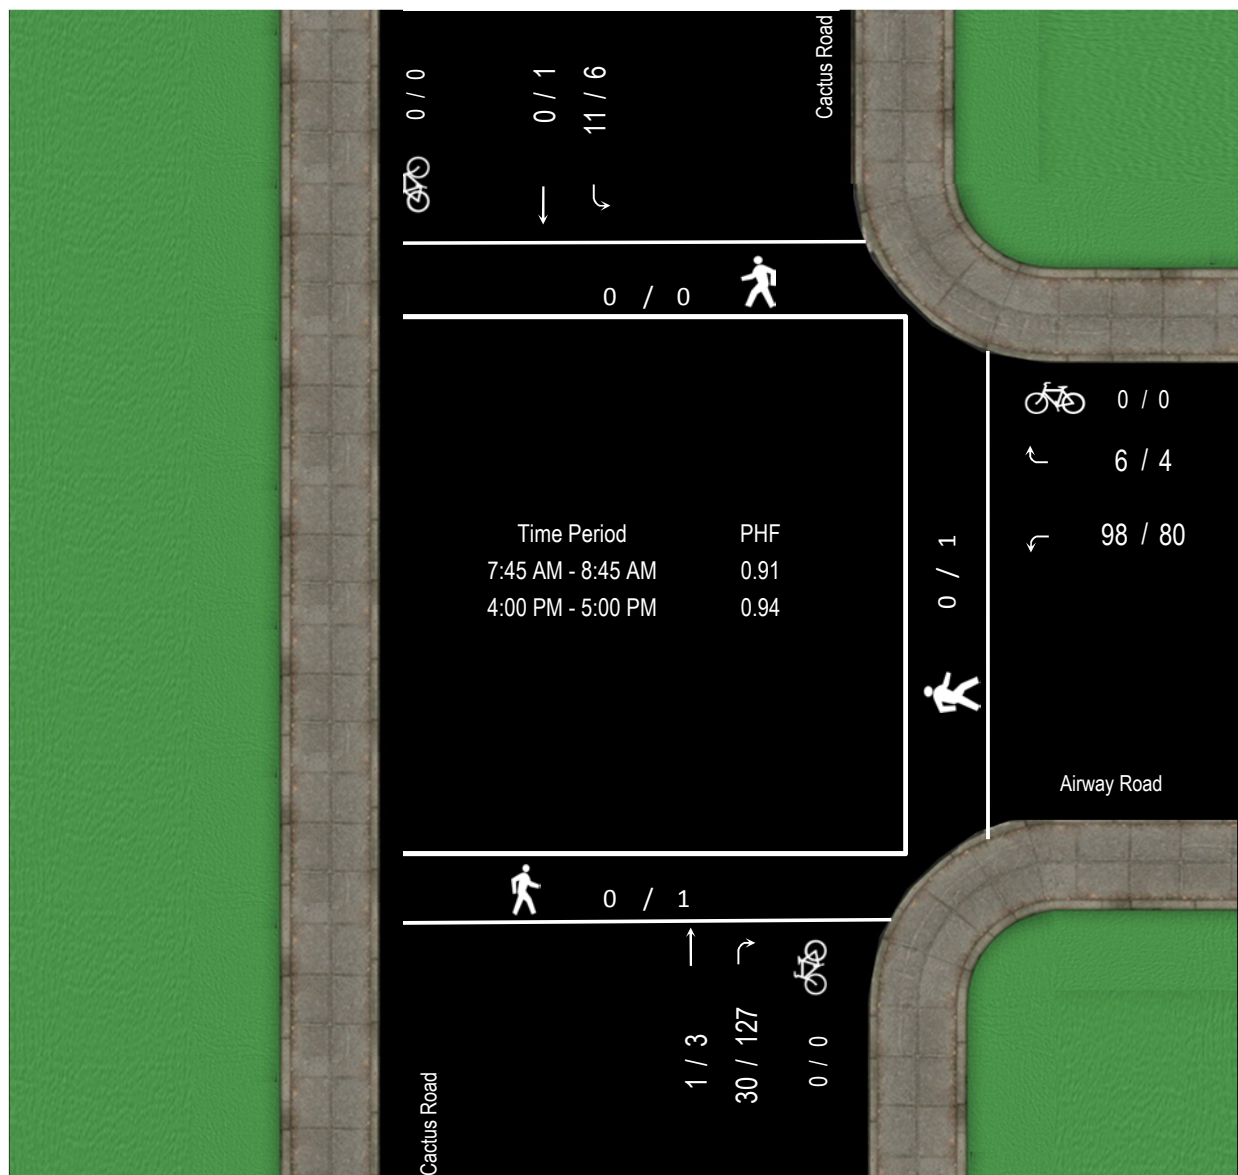 Cactus Road
0 / 0
0 / 1
11 / 6
0 / 0
0 / 0
6 / 4
98 / 80
Time Period PHF
7:45 AM - 8:45 AM 0.91
4:00 PM - 5:00 PM 0.94
0 / 1
Airway Road
0 / 1
1 / 3
30 / 127
0 / 0
Cactus Road